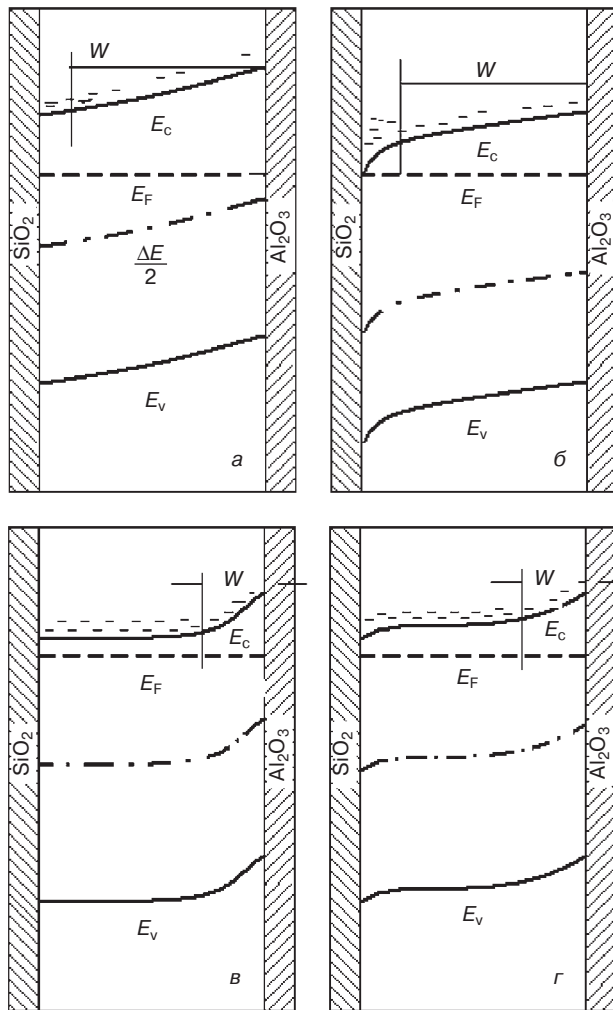 W
E_c
E_F
ΔE/2
E_v
SiO₂
Al₂O₃
а
W
E_c
E_F
E_v
SiO₂
Al₂O₃
б
W
E_c
E_F
E_v
SiO₂
Al₂O₃
в
W
E_c
E_F
E_v
SiO₂
Al₂O₃
г